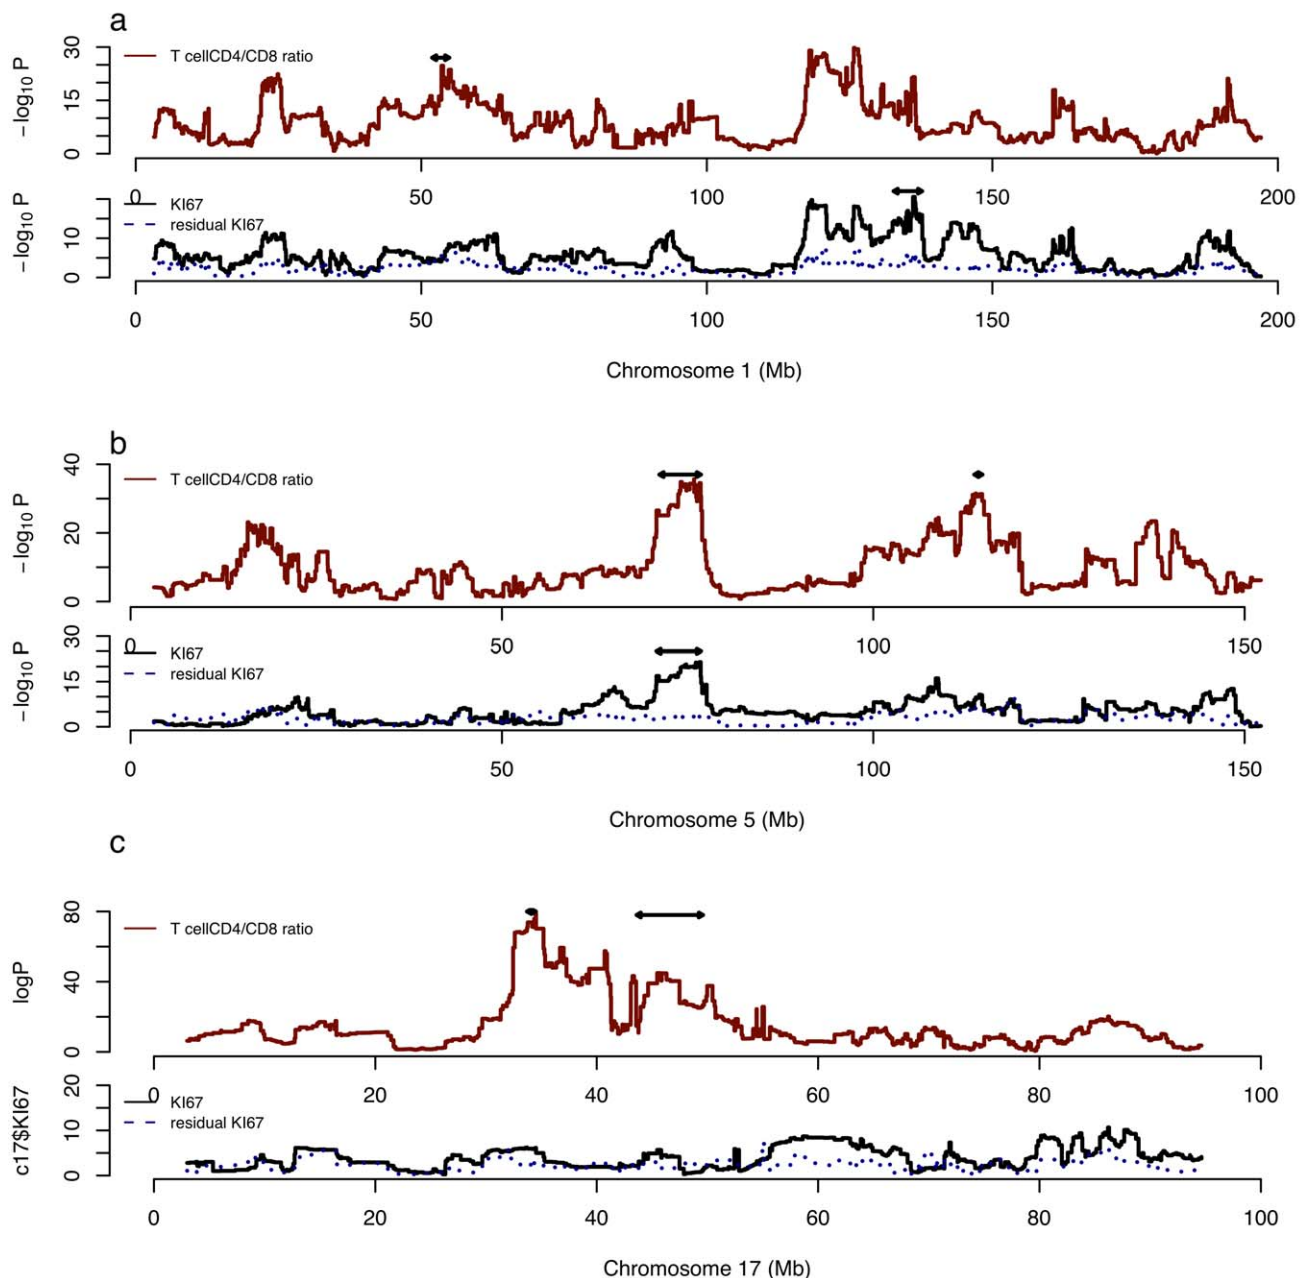 a
− log10 P
30
15
0
T cellCD4/CD8 ratio
0 50 100 150 200
− log10 P
10
0
KI67
residual KI67
0 50 100 150 200
Chromosome 1 (Mb)
b
− log10 P
40
20
0
T cellCD4/CD8 ratio
0 50 100 150
− log10 P
30
15
0
KI67
residual KI67
0 50 100 150
Chromosome 5 (Mb)
c
logP
80
40
0
T cellCD4/CD8 ratio
0 20 40 60 80 100
c17$KI67
20
10
0
KI67
residual KI67
0 20 40 60 80 100
Chromosome 17 (Mb)